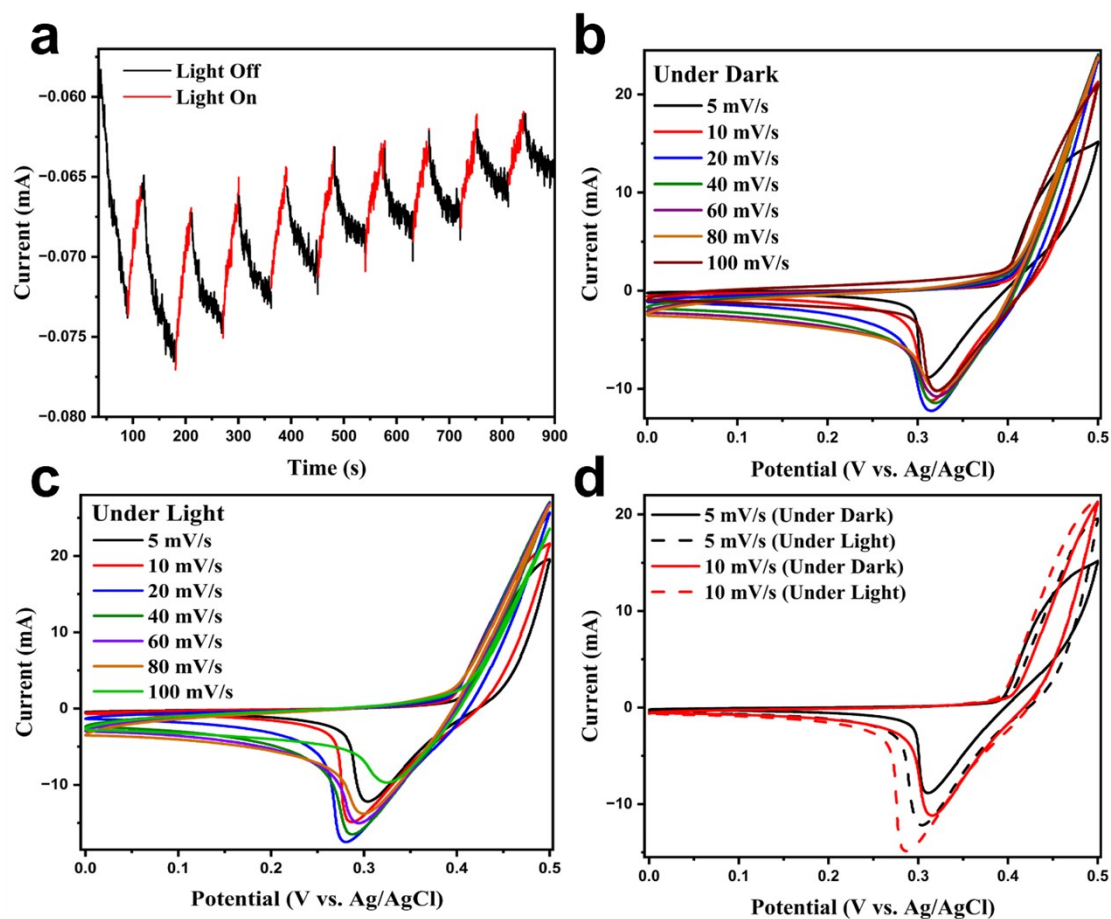 a
Light Off
Light On
−0.060
−0.065
−0.070
−0.075
−0.080
Current (mA)
100 200 300 400 500 600 700 800 900
Time (s)
b
Under Dark
5 mV/s
10 mV/s
20 mV/s
40 mV/s
60 mV/s
80 mV/s
100 mV/s
20
10
0
−10
Current (mA)
0.0 0.1 0.2 0.3 0.4 0.5
Potential (V vs. Ag/AgCl)
c
Under Light
5 mV/s
10 mV/s
20 mV/s
40 mV/s
60 mV/s
80 mV/s
100 mV/s
20
10
0
−10
Current (mA)
0.0 0.1 0.2 0.3 0.4 0.5
Potential (V vs. Ag/AgCl)
d
5 mV/s (Under Dark)
5 mV/s (Under Light)
10 mV/s (Under Dark)
10 mV/s (Under Light)
20
10
0
−10
Current (mA)
0.0 0.1 0.2 0.3 0.4 0.5
Potential (V vs. Ag/AgCl)